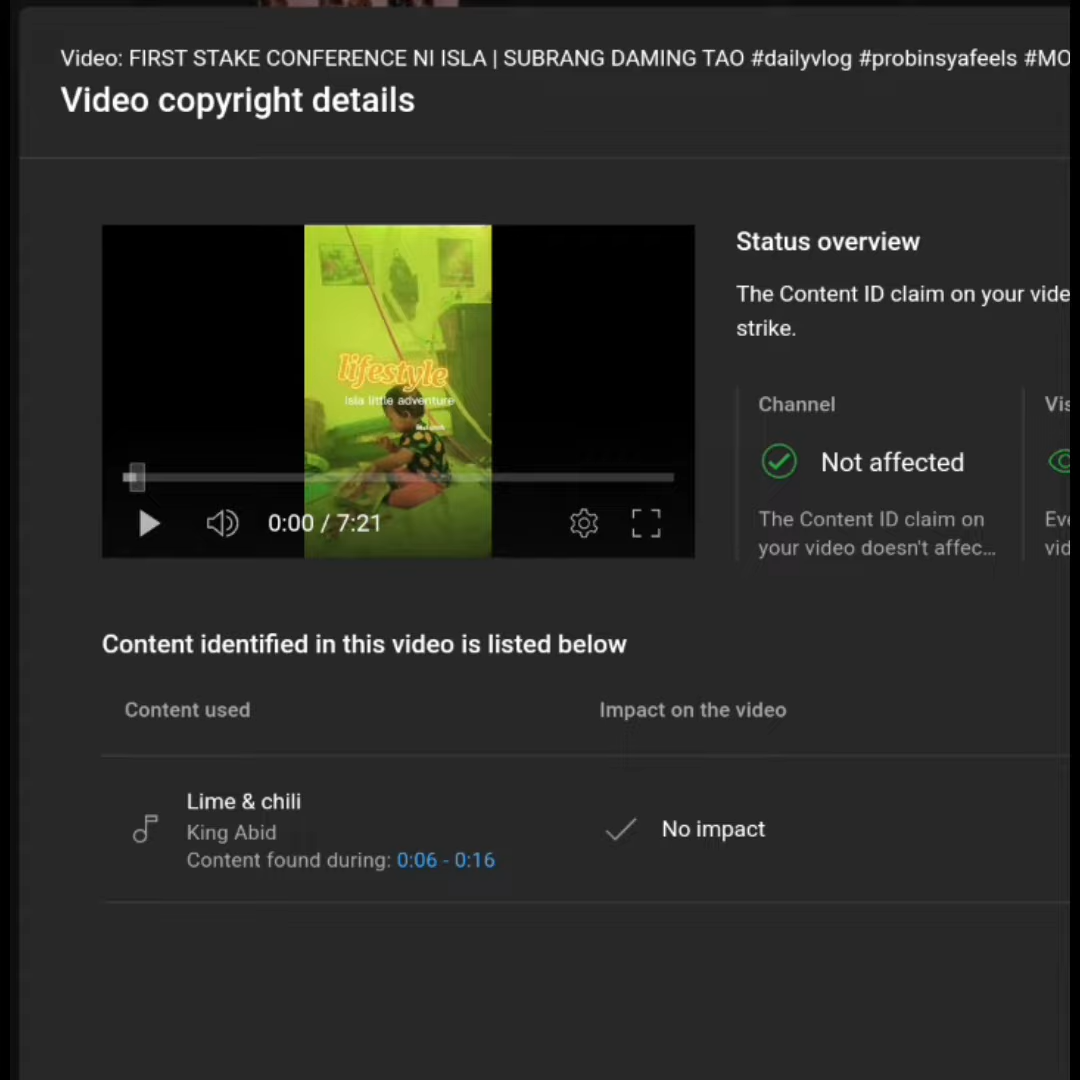 Video: FIRST STAKE CONFERENCE NI ISLA | SUBRANG DAMING TAO #dailyvlog #probinsyafeels #MO
Video copyright details
lifestyle
Isla little adventure
0:00 / 7:21
Status overview
The Content ID claim on your vide
strike.
Channel
Not affected
The Content ID claim on
your video doesn't affec...
Vis
Eve
vid
Content identified in this video is listed below
Content used
Impact on the video
Lime & chili
King Abid
Content found during: 0:06 - 0:16
No impact